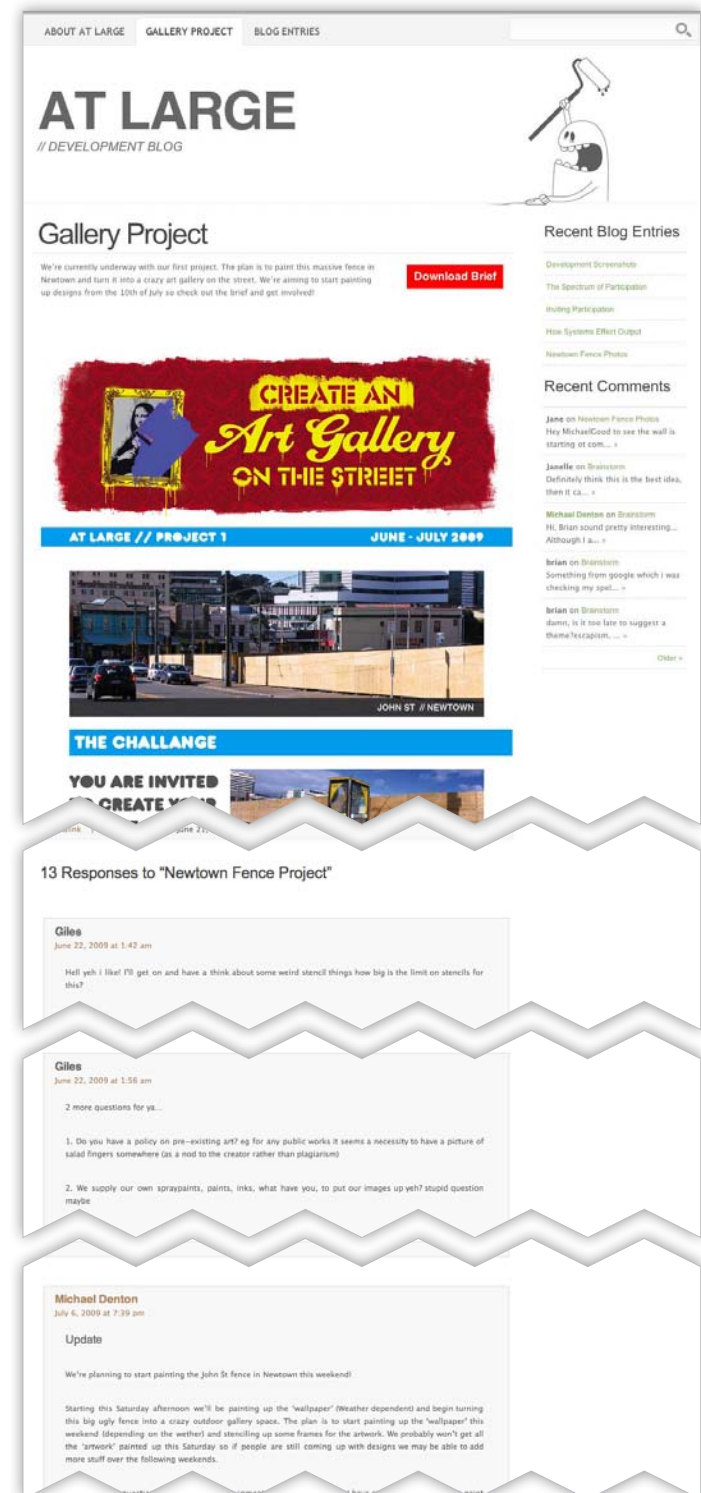 ABOUT AT LARGE GALLERY PROJECT BLOG ENTRIES
AT LARGE
// DEVELOPMENT BLOG
Gallery Project
We're currently underway with our first project. The plan is to paint this massive fence in
Newtown and turn it into a crazy art gallery on the street. We're aiming to start painting
up designs from the 10th of July so check out the brief and get involved!
Download Brief
CREATE AN
Art Gallery
ON THE STREET
AT LARGE // PROJECT 1 JUNE - JULY 2009
JOHN ST // NEWTOWN
THE CHALLANGE
YOU ARE INVITED
TO CREATE YOUR
June 21,
Recent Blog Entries
Development Screenshots
The Spectrum of Participation
Inviting Participation
How Systems Effect Output
Newtown Fence Photos
Recent Comments
Jane on Newtown Fence Photos
Hey MichaelGood to see the wall is
starting ot com... »
Janelle on Brainstorm
Definitely think this is the best idea,
then it ca... »
Michael Denton on Brainstorm
Hi, Brian sound pretty interesting...
Although I a... »
brian on Brainstorm
Something from google which i was
checking my spel... »
brian on Brainstorm
damn, is it too late to suggest a
theme?escapism, ... »
Older »
13 Responses to "Newtown Fence Project"
Giles
June 22, 2009 at 1:42 am
Hell yeh i like! I'll get on and have a think about some weird stencil things how big is the limit on stencils for
this?
Giles
June 22, 2009 at 1:56 am
2 more questions for ya...
1. Do you have a policy on pre-existing art? eg for any public works it seems a necessity to have a picture of
salad fingers somewhere (as a nod to the creator rather than plagiarism)
2. We supply our own spraypaints, paints, inks, what have you, to put our images up yeh? stupid question
maybe
Michael Denton
July 6, 2009 at 7:39 pm
Update
We're planning to start painting the John St fence in Newtown this weekend!
Starting this Saturday afternoon we'll be painting up the 'wallpaper' (Weather dependent) and begin turning
this big ugly fence into a crazy outdoor gallery space. The plan is to start painting up the 'wallpaper' this
weekend (depending on the wether) and stenciling up some frames for the artwork. We probably won't get all
the 'artwork' painted up this Saturday so if people are still coming up with designs we may be able to add
more stuff over the following weekends.